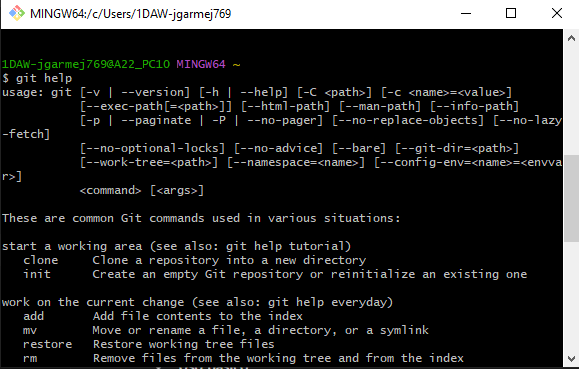 MINGW64:/c/Users/1DAW-jgarmej769
1DAW-jgarmej769@A22_PC10 MINGW64 ~
$ git help
usage: git [-v | --version] [-h | --help] [-C <path>] [-c <name>=<value>]
           [--exec-path[=<path>]] [--html-path] [--man-path] [--info-path]
           [-p | --paginate | -P | --no-pager] [--no-replace-objects] [--no-lazy
-fetch]
           [--no-optional-locks] [--no-advice] [--bare] [--git-dir=<path>]
           [--work-tree=<path>] [--namespace=<name>] [--config-env=<name>=<envva
r>]
           <command> [<args>]
These are common Git commands used in various situations:
start a working area (see also: git help tutorial)
   clone     Clone a repository into a new directory
   init      Create an empty Git repository or reinitialize an existing one
work on the current change (see also: git help everyday)
   add       Add file contents to the index
   mv        Move or rename a file, a directory, or a symlink
   restore   Restore working tree files
   rm        Remove files from the working tree and from the index